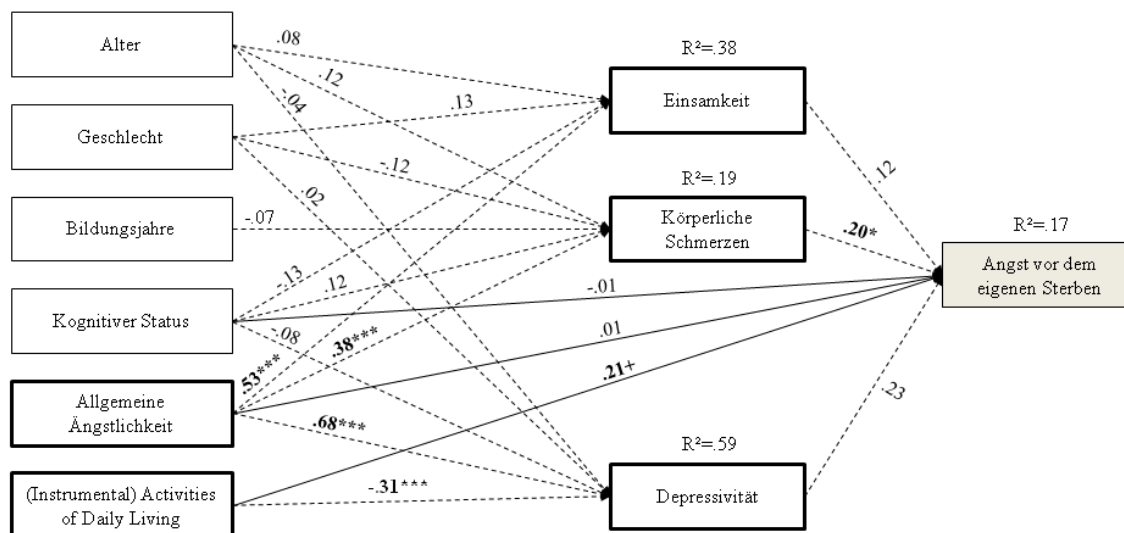 Alter
Geschlecht
Bildungsjahre
Kognitiver Status
Allgemeine
Ängstlichkeit
(Instrumental) Activities
of Daily Living
.08
.12
-.04
.13
-.12
.02
-.07
-.13
.12
-.08
-.01
.53***
.38***
.01
.68***
.21+
-.31***
R²=.38
Einsamkeit
R²=.19
Körperliche
Schmerzen
R²=.59
Depressivität
.12
.20*
.23
R²=.17
Angst vor dem
eigenen Sterben